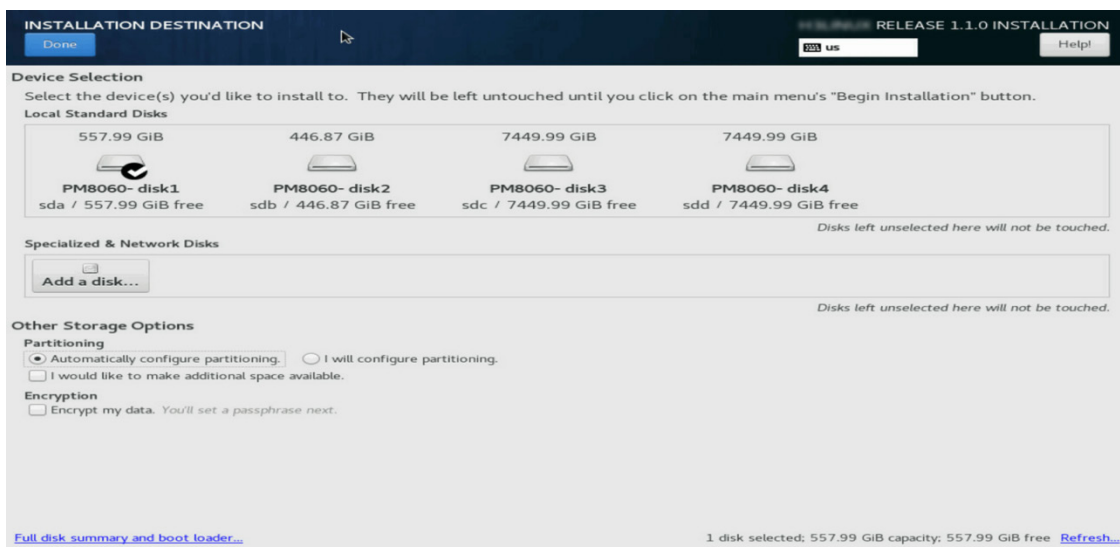 INSTALLATION DESTINATION
Done
RELEASE 1.1.0 INSTALLATION
us
Help!
Device Selection
Select the device(s) you'd like to install to. They will be left untouched until you click on the main menu's "Begin Installation" button.
Local Standard Disks
557.99 GiB
PM8060- disk1
sda / 557.99 GiB free
446.87 GiB
PM8060- disk2
sdb / 446.87 GiB free
7449.99 GiB
PM8060- disk3
sdc / 7449.99 GiB free
7449.99 GiB
PM8060- disk4
sdd / 7449.99 GiB free
Disks left unselected here will not be touched.
Specialized & Network Disks
Add a disk...
Disks left unselected here will not be touched.
Other Storage Options
Partitioning
Automatically configure partitioning. I will configure partitioning.
I would like to make additional space available.
Encryption
Encrypt my data. You'll set a passphrase next.
Full disk summary and boot loader...
1 disk selected; 557.99 GiB capacity; 557.99 GiB free Refresh...